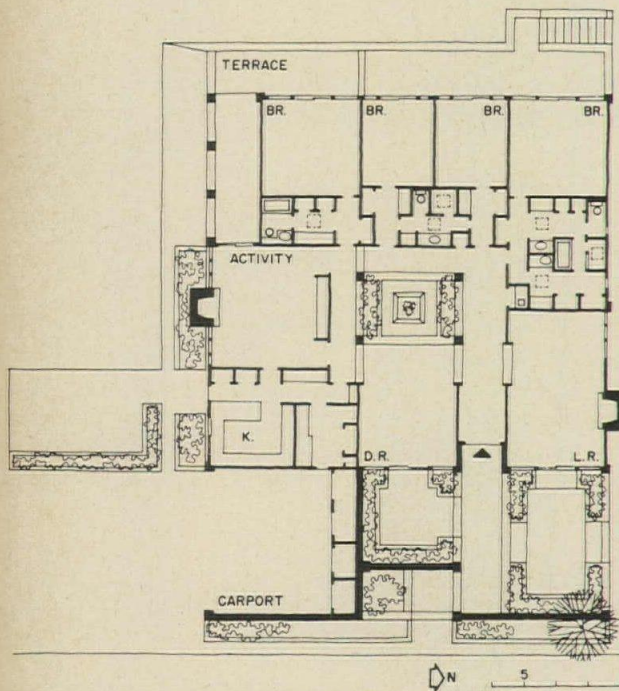 TERRACE
BR. BR. BR. BR.
ACTIVITY
K.
D.R. L.R.
CARPORT
N 5